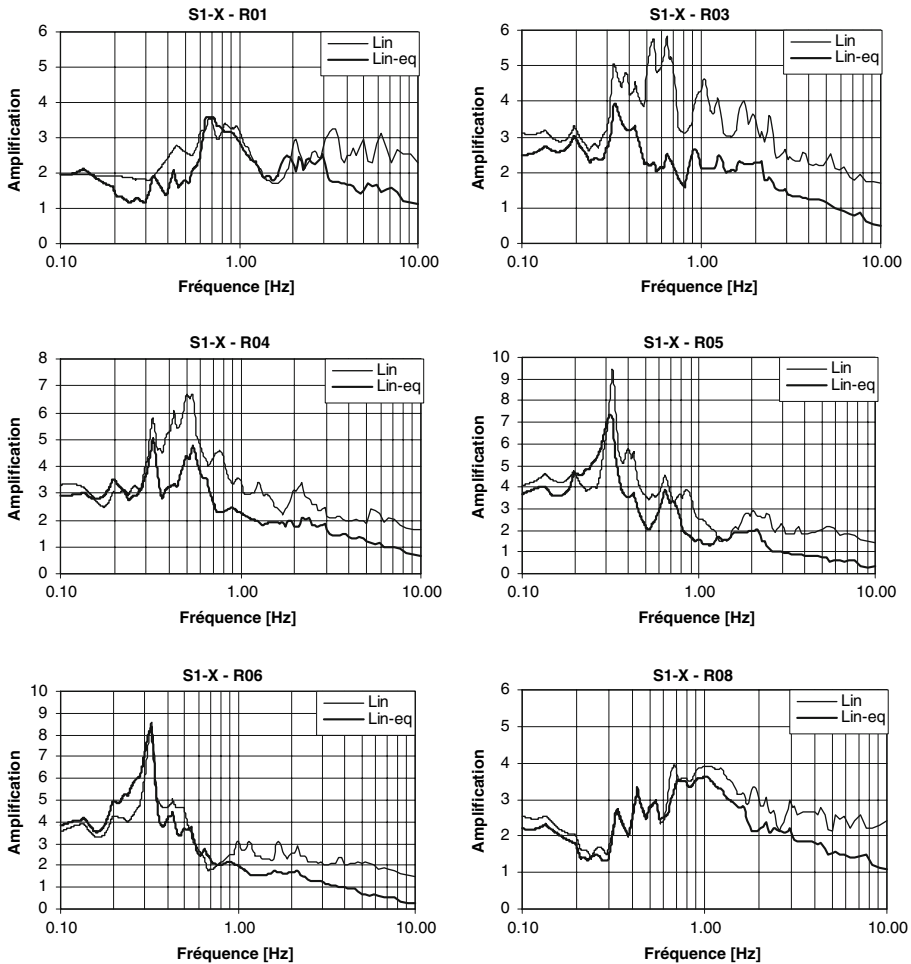 S1-X - R01
Amplification
6
5
4
3
2
1
0
Lin
Lin-eq
0.10
1.00
10.00
Fréquence [Hz]
S1-X - R03
Amplification
6
5
4
3
2
1
0
Lin
Lin-eq
0.10
1.00
10.00
Fréquence [Hz]
S1-X - R04
Amplification
8
7
6
5
4
3
2
1
0
Lin
Lin-eq
0.10
1.00
10.00
Fréquence [Hz]
S1-X - R05
Amplification
10
9
8
7
6
5
4
3
2
1
0
Lin
Lin-eq
0.10
1.00
10.00
Fréquence [Hz]
S1-X - R06
Amplification
10
9
8
7
6
5
4
3
2
1
0
Lin
Lin-eq
0.10
1.00
10.00
Fréquence [Hz]
S1-X - R08
Amplification
6
5
4
3
2
1
0
Lin
Lin-eq
0.10
1.00
10.00
Fréquence [Hz]